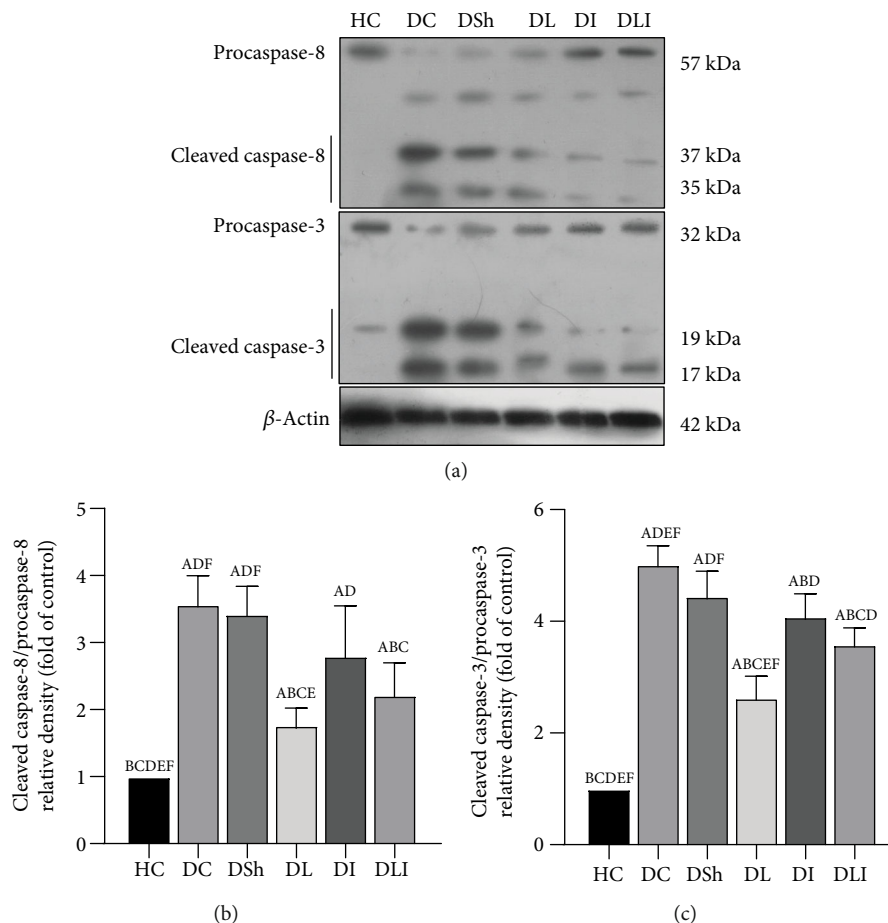 HC DC DSh DL DI DLI
Procaspase-8 57 kDa
Cleaved caspase-8 37 kDa
35 kDa
Procaspase-3 32 kDa
Cleaved caspase-3 19 kDa
17 kDa
β-Actin 42 kDa
(a)
Cleaved caspase-8/procaspase-8
relative density (fold of control)
5
4
3
2
1
0
BCDEF
ADF
ADF
ABCE
AD
ABC
HC DC DSh DL DI DLI
(b)
Cleaved caspase-3/procaspase-3
relative density (fold of control)
6
4
2
0
BCDEF
ADEF
ADF
ABCEF
ABD
ABCD
HC DC DSh DL DI DLI
(c)